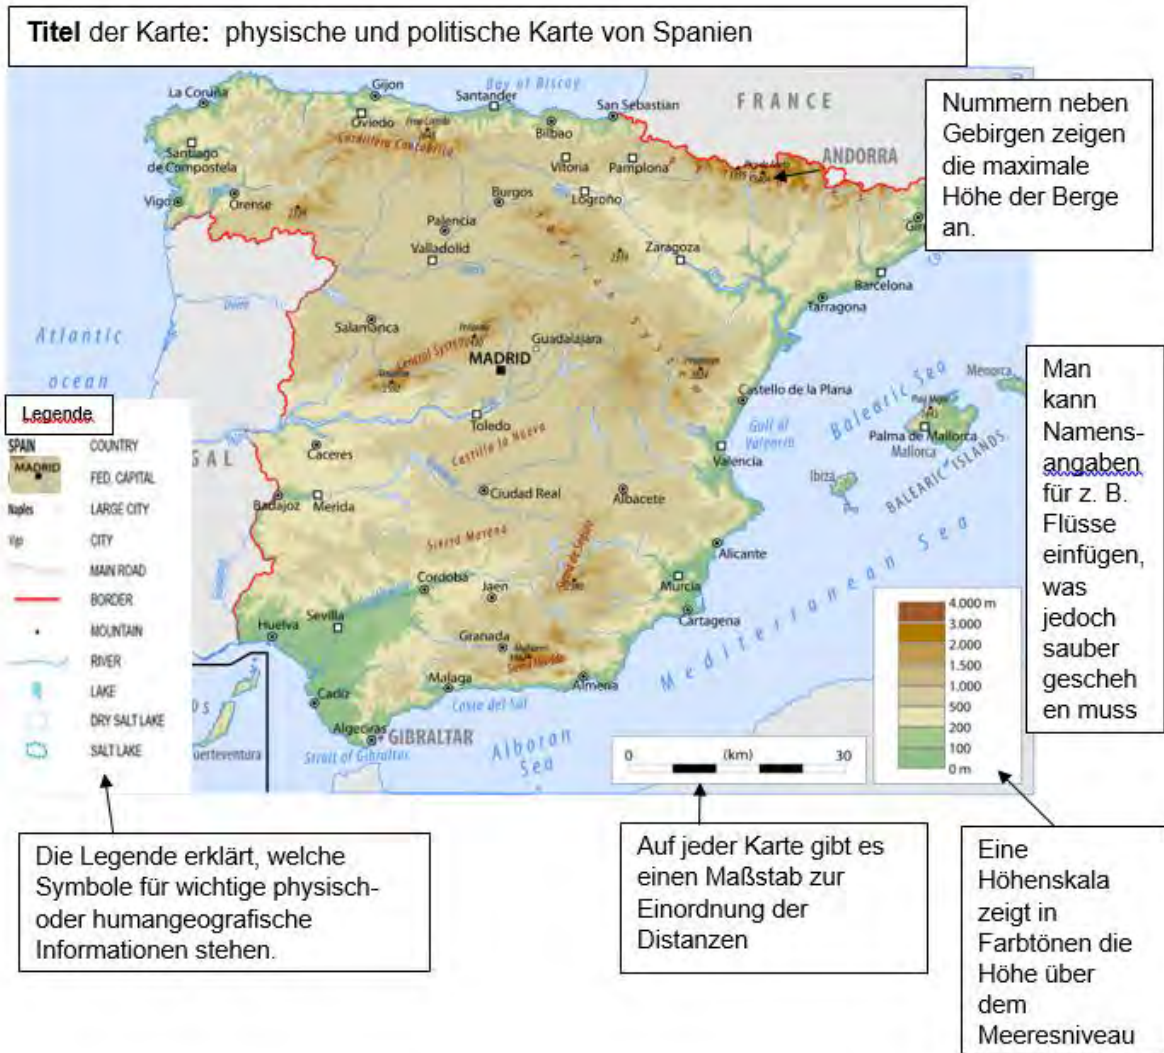 Titel der Karte: physische und politische Karte von Spanien
Bay of Biscay
La Coruña
Gijon
Santander
San Sebastian
FRANCE
Oviedo
Bilbao
Cordillera Cantabrica
Santiago
de Compostela
Vitoria
Pamplona
ANDORRA
Vigo
Orense
Burgos
Logroño
Palencia
Valladolid
Zaragoza
Barcelona
Tarragona
Salamanca
Guadalajara
Central System
MADRID
Atlantic
ocean
Castello de la Plana
Balearic Sea
Menorca
Toledo
Gulf of
Valencia
Palma de Mallorca
Mallorca
Castilla la Nueva
Caceres
Valencia
Ibiza
BALEARIC ISLANDS
Badajoz
Merida
Ciudad Real
Albacete
Sierra Morena
Alicante
Cordoba
Jaen
Murcia
Sevilla
Cartagena
Huelva
Granada
Mediterranean Sea
Malaga
Almeria
Cadiz
Costa del Sol
Algeciras
GIBRALTAR
Strait of Gibraltar
Alboran
Sea
uerteventura
Nummern neben
Gebirgen zeigen
die maximale
Höhe der Berge
an.
Man
kann
Namens-
angaben
für z. B.
Flüsse
einfügen,
was
jedoch
sauber
gescheh
en muss
Legende
SPAIN COUNTRY
MADRID FED. CAPITAL
Naples LARGE CITY
Vigo CITY
MAIN ROAD
BORDER
MOUNTAIN
RIVER
LAKE
DRY SALT LAKE
SALT LAKE
GAL
0 (km) 30
4.000 m
3.000
2.000
1.500
1.000
500
200
100
0 m
Die Legende erklärt, welche
Symbole für wichtige physisch-
oder humangeografische
Informationen stehen.
Auf jeder Karte gibt es
einen Maßstab zur
Einordnung der
Distanzen
Eine
Höhenskala
zeigt in
Farbtönen die
Höhe über
dem
Meeresniveau